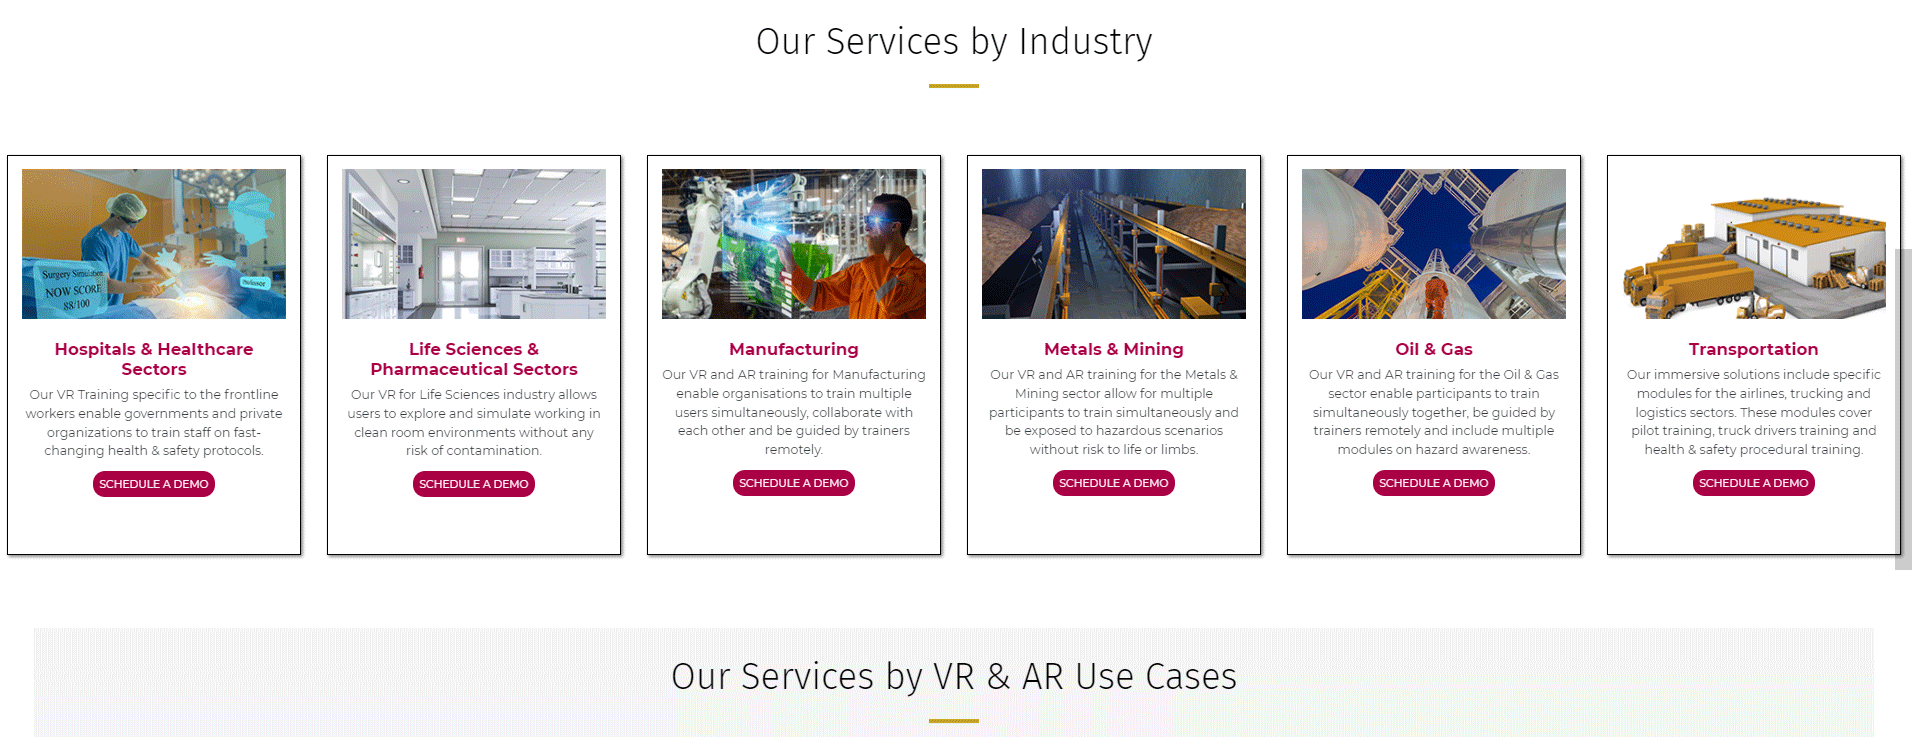 Our Services by Industry
Surgery Simulation
NOW SCORE
88/100
Professor
Hospitals & Healthcare
Sectors
Our VR Training specific to the frontline
workers enable governments and private
organizations to train staff on fast-
changing health & safety protocols.
SCHEDULE A DEMO
Life Sciences &
Pharmaceutical Sectors
Our VR for Life Sciences industry allows
users to explore and simulate working in
clean room environments without any
risk of contamination.
SCHEDULE A DEMO
Manufacturing
Our VR and AR training for Manufacturing
enable organisations to train multiple
users simultaneously, collaborate with
each other and be guided by trainers
remotely.
SCHEDULE A DEMO
Metals & Mining
Our VR and AR training for the Metals &
Mining sector allow for multiple
participants to train simultaneously and
be exposed to hazardous scenarios
without risk to life or limbs.
SCHEDULE A DEMO
Oil & Gas
Our VR and AR training for the Oil & Gas
sector enable participants to train
simultaneously together, be guided by
trainers remotely and include multiple
modules on hazard awareness.
SCHEDULE A DEMO
Transportation
Our immersive solutions include specific
modules for the airlines, trucking and
logistics sectors. These modules cover
pilot training, truck drivers training and
health & safety procedural training.
SCHEDULE A DEMO
Our Services by VR & AR Use Cases